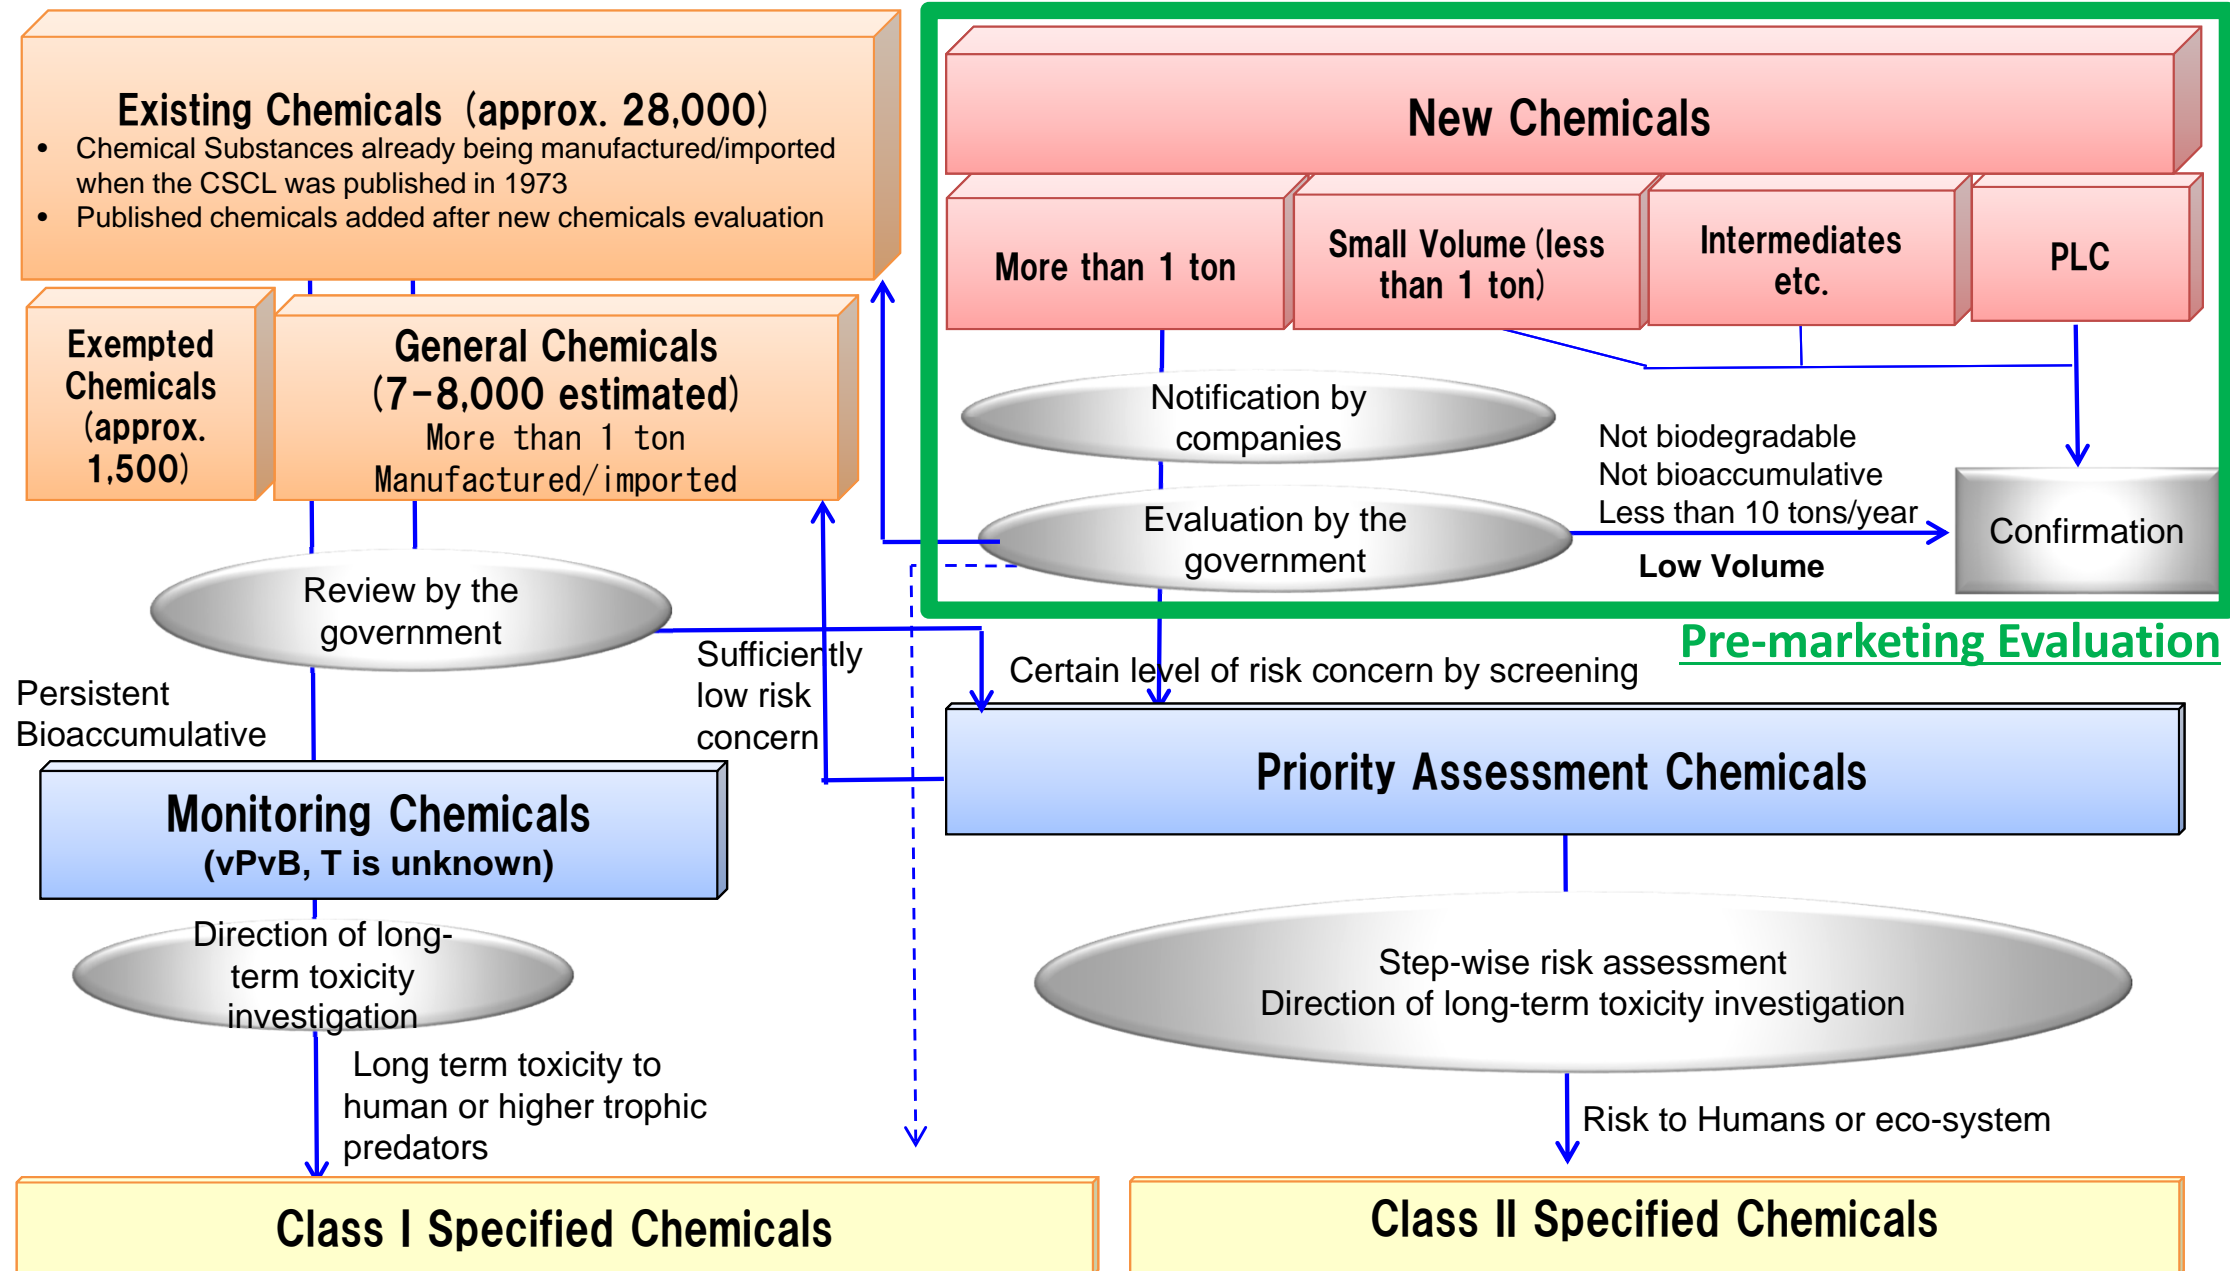 Existing Chemicals (approx. 28,000)
• Chemical Substances already being manufactured/imported
when the CSCL was published in 1973
• Published chemicals added after new chemicals evaluation
Exempted
Chemicals
(approx.
1,500)
General Chemicals
(7-8,000 estimated)
More than 1 ton
Manufactured/imported
New Chemicals
More than 1 ton
Small Volume (less
than 1 ton)
Intermediates
etc.
PLC
Notification by
companies
Evaluation by the
government
Not biodegradable
Not bioaccumulative
Less than 10 tons/year
Low Volume
Confirmation
Pre-marketing Evaluation
Review by the
government
Sufficiently
low risk
concern
Certain level of risk concern by screening
Persistent
Bioaccumulative
Monitoring Chemicals
(vPvB, T is unknown)
Priority Assessment Chemicals
Direction of long-
term toxicity
investigation
Step-wise risk assessment
Direction of long-term toxicity investigation
Long term toxicity to
human or higher trophic
predators
Risk to Humans or eco-system
Class I Specified Chemicals
Class II Specified Chemicals